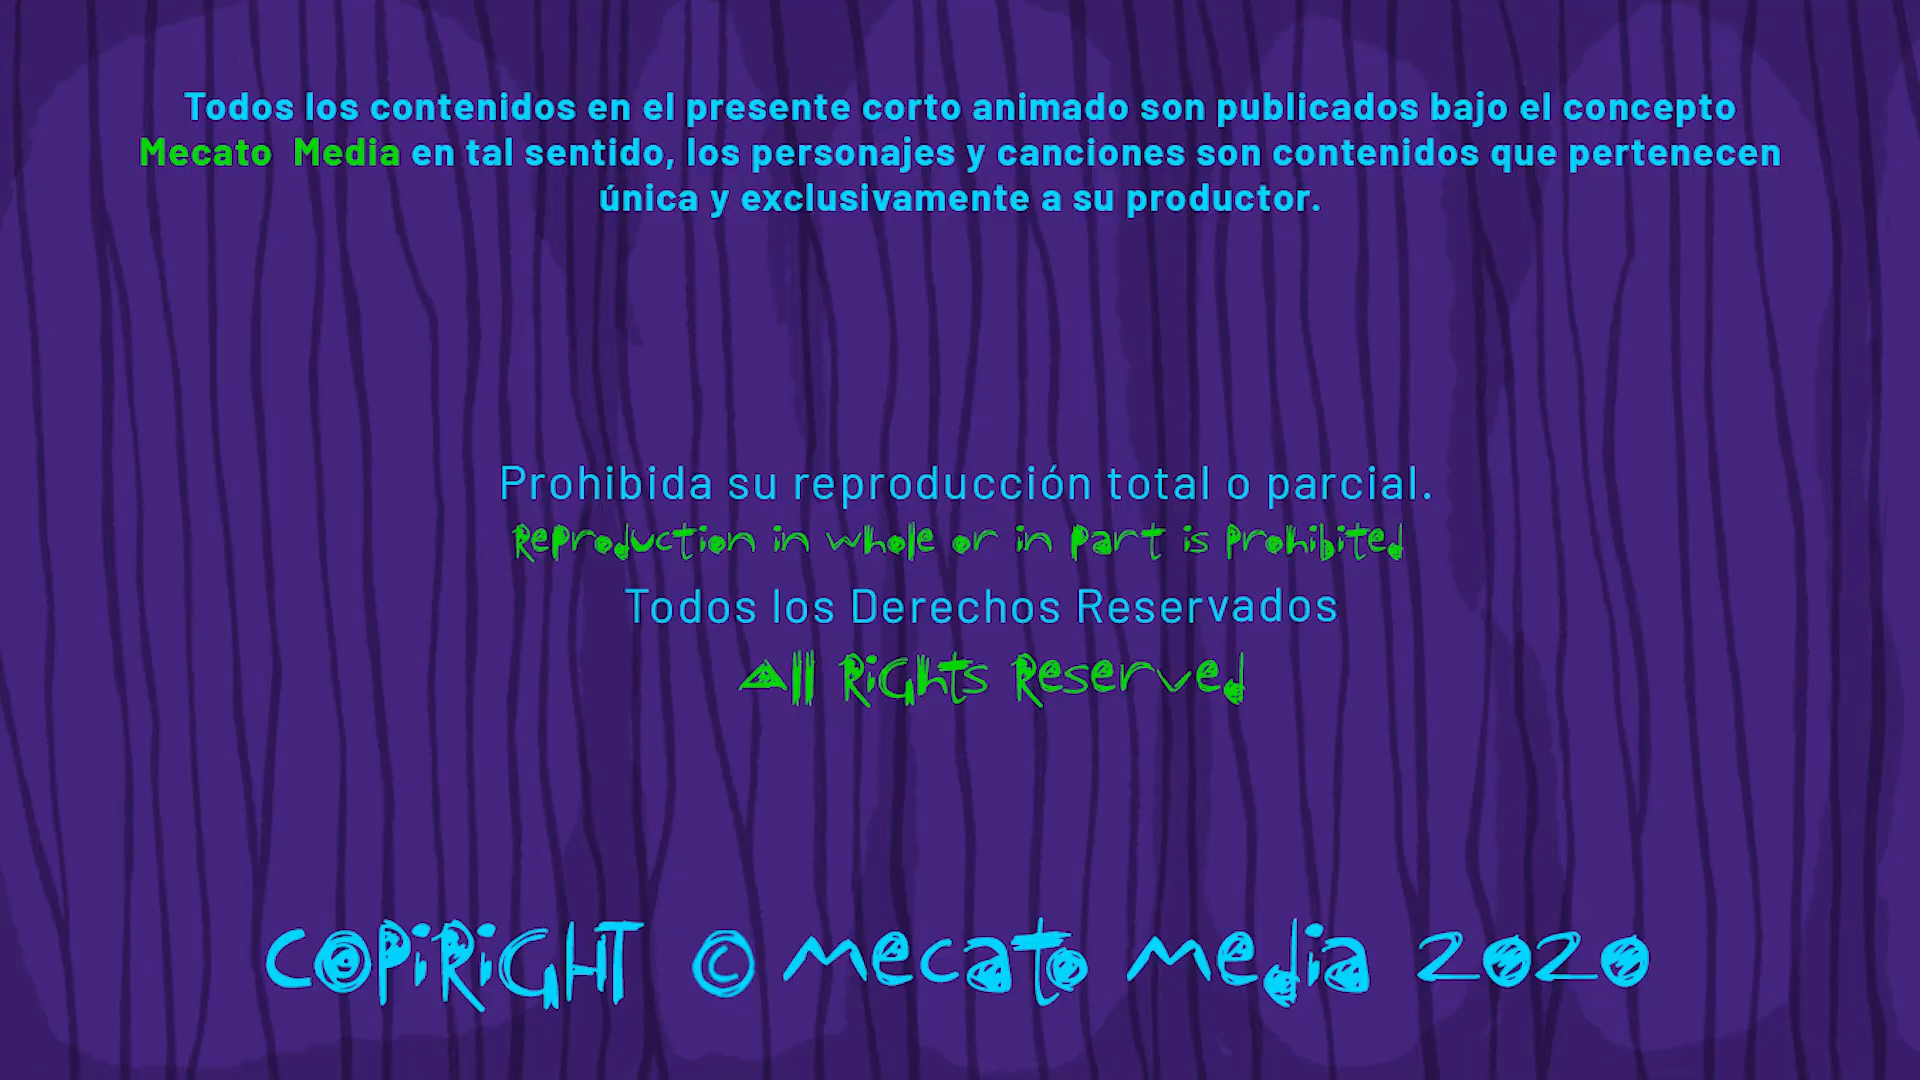 Todos los contenidos en el presente corto animado son publicados bajo el concepto
Mecato Media en tal sentido, los personajes y canciones son contenidos que pertenecen
única y exclusivamente a su productor.
Prohibida su reproducción total o parcial.
Reproduction in whole or in part is prohibited
Todos los Derechos Reservados
All Rights Reserved
COPiRiGHT © mecato media 2020